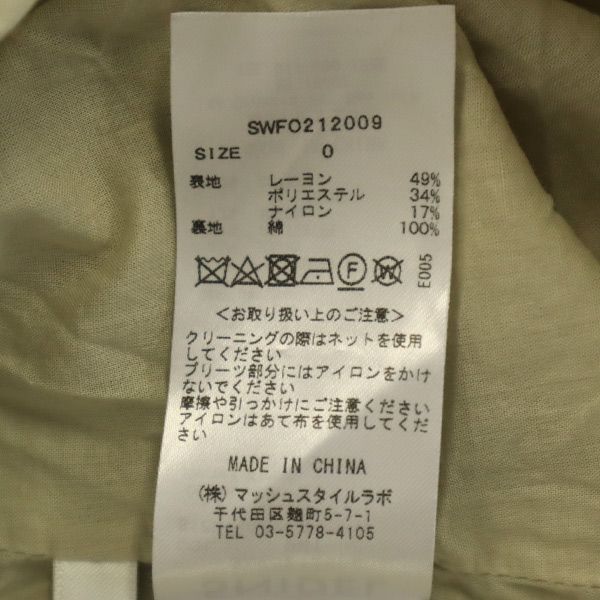 SWFO212009
SIZE 0
表地 レーヨン 49%
ポリエステル 34%
ナイロン 17%
裏地 綿 100%
F W E005
<お取り扱い上のご注意>
クリーニングの際はネットを使用
してください
プリーツ部分にはアイロンをかけ
ないでください
摩擦や引っかけにご注意ください
アイロンはあて布を使用してくだ
さい
MADE IN CHINA
(株)マッシュスタイルラボ
千代田区麹町5-7-1
TEL 03-5778-4105